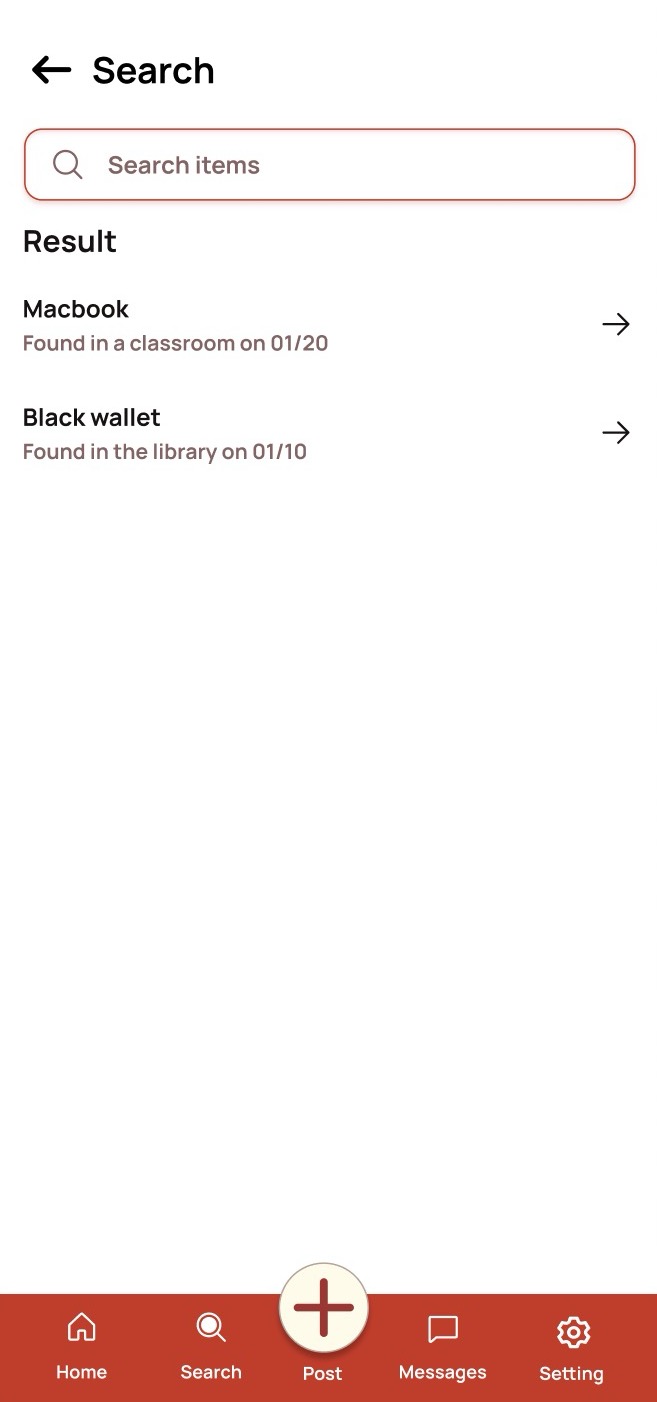 Search
Search items
Result
Macbook
Found in a classroom on 01/20
Black wallet
Found in the library on 01/10
Home
Search
Post
Messages
Setting